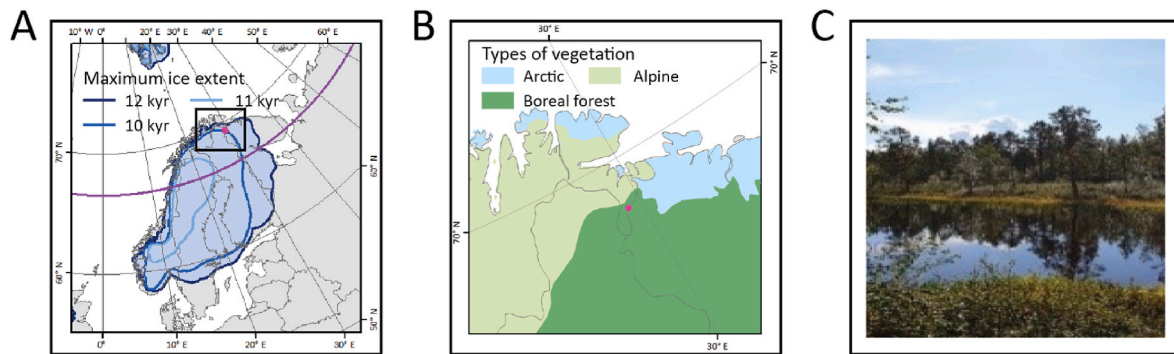 A
10° W 0° 20° E 30° E 40° E 60° E
Maximum ice extent
12 kyr 11 kyr
10 kyr
70° N
60° N
60° N
50° N
0° 10° E 20° E 30° E
B
30° E
Types of vegetation
Arctic Alpine
Boreal forest
70° N
70° N
30° E
C